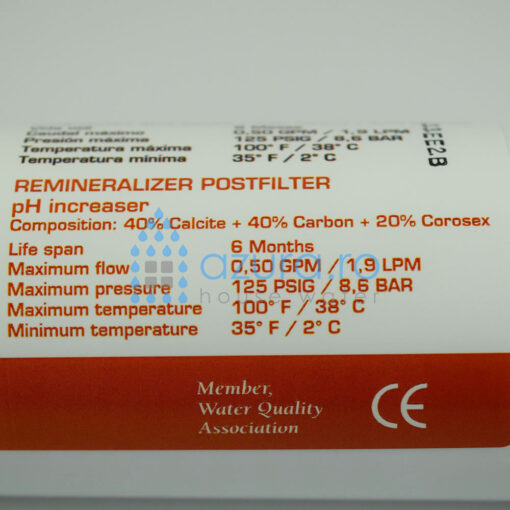 Caudal máximo 0,50 GPM / 1,9 LPM
Presión máxima 125 PSIG / 8,6 BAR
Temperatura máxima 100° F / 38° C
Temperatura mínima 35° F / 2° C
11EE2B
REMINERALIZER POSTFILTER
pH increaser
Composition: 40% Calcite + 40% Carbon + 20% Corosex
Life span 6 Months
Maximum flow 0,50 GPM / 1,9 LPM
Maximum pressure 125 PSIG / 8,6 BAR
Maximum temperature 100° F / 38° C
Minimum temperature 35° F / 2° C
azura.ro
house water
Member,
Water Quality
Association
CE